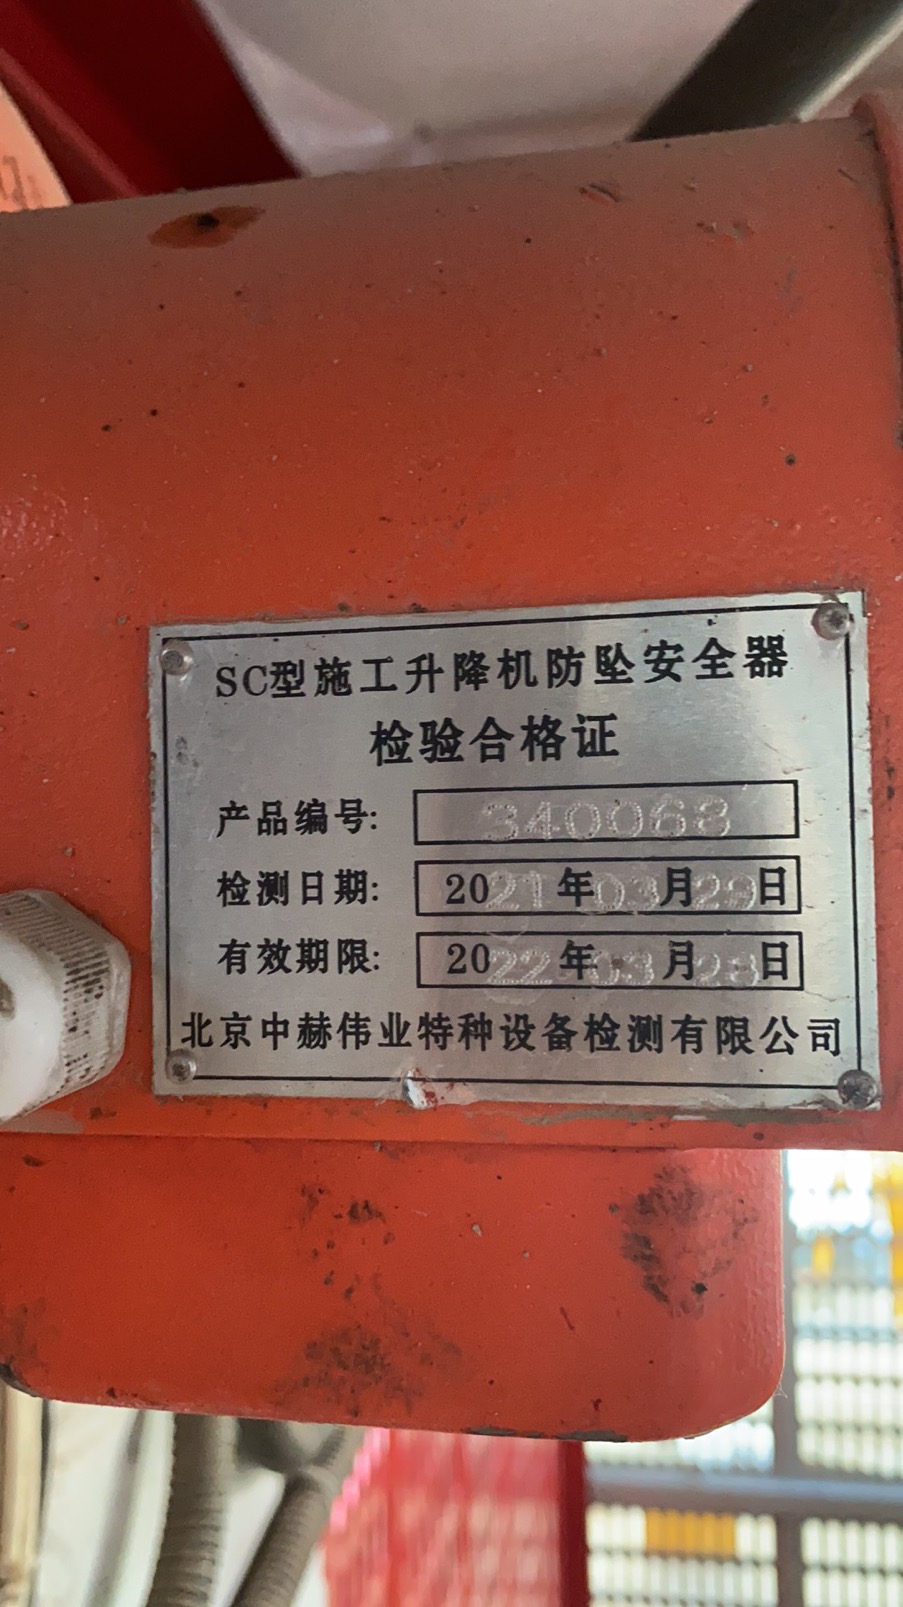 SC型施工升降机防坠安全器
检验合格证
产品编号: 340068
检测日期: 2021年03月29日
有效期限: 2022年03月28日
北京中赫伟业特种设备检测有限公司